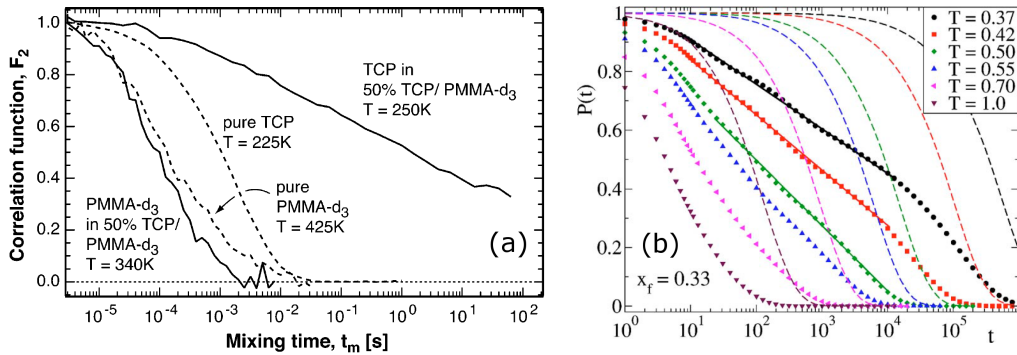 Correlation function, F2
1.0
0.8
0.6
0.4
0.2
0.0
TCP in
50% TCP/ PMMA-d3
T = 250K
pure TCP
T = 225K
pure
PMMA-d3
T = 425K
PMMA-d3
in 50% TCP/
PMMA-d3
T = 340K
(a)
10-5 10-4 10-3 10-2 10-1 100 101 102
Mixing time, tm [s]
P(t)
1
0.8
0.6
0.4
0.2
0
T = 0.37
T = 0.42
T = 0.50
T = 0.55
T = 0.70
T = 1.0
(b)
xf = 0.33
100 101 102 103 104 105 t